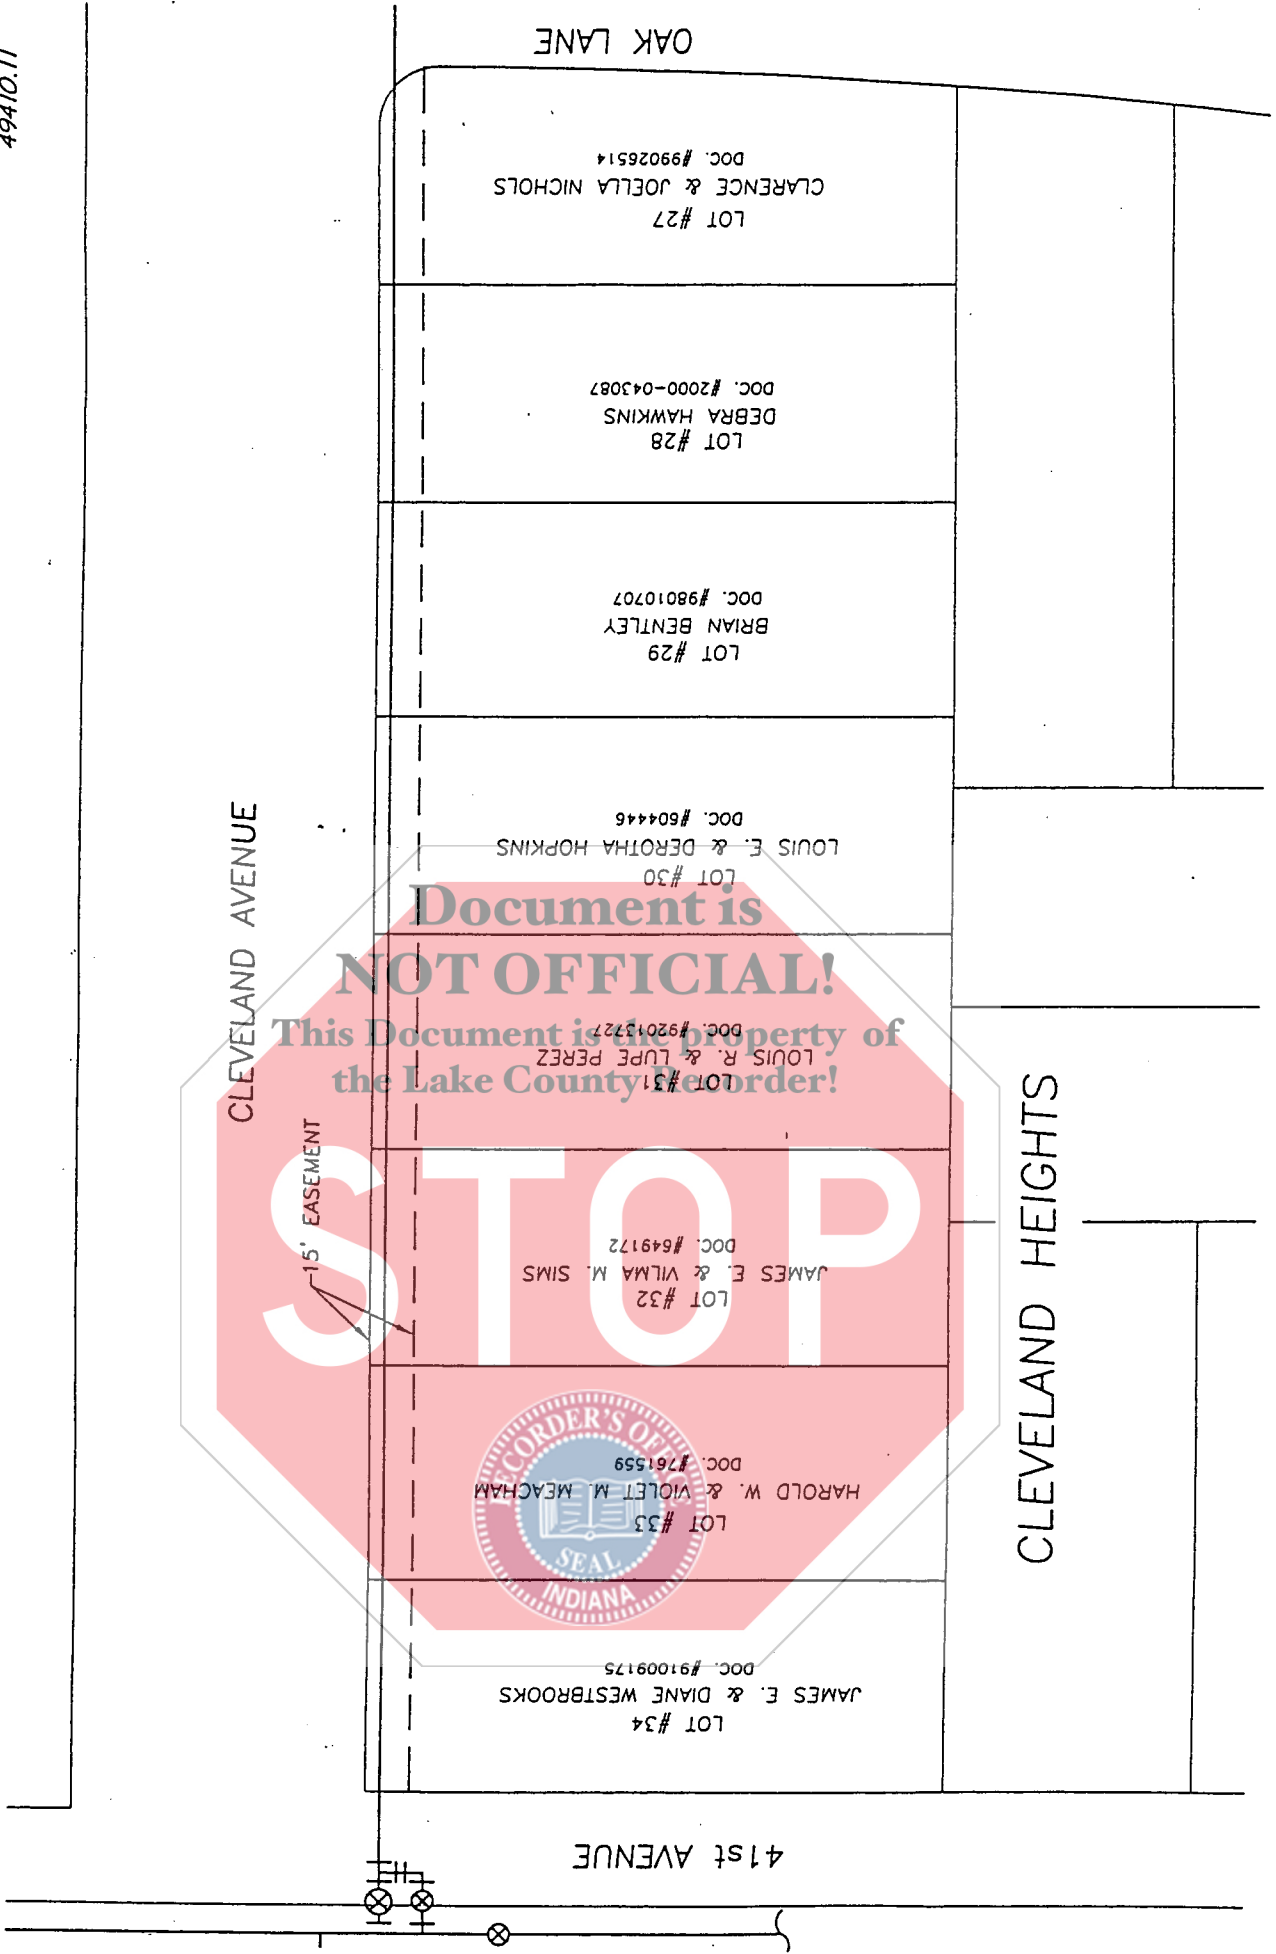 49410.11
OAK LANE
DOC. #99026514
CLARENCE & JOELLA NICHOLS
LOT #27
DOC. #2000-043087
DEBRA HAWKINS
LOT #28
DOC. #98010707
BRIAN BENTLEY
LOT #29
CLEVELAND AVENUE
DOC. #604446
LOUIS E. & DEROTHA HOPKINS
LOT #30
Document is
NOT OFFICIAL!
This Document is the property of
the Lake County Recorder!
DOC. #92013727
LOUIS R. & LUPE PEREZ
LOT #31
STOP
15' EASEMENT
DOC. #649172
JAMES E. & VILMA M. SIMS
LOT #32
CLEVELAND HEIGHTS
RECORDER'S OFFICE
SEAL
INDIANA
DOC. #761559
HAROLD W. & VIOLET M. MEACHAM
LOT #33
DOC. #91009175
JAMES E. & DIANE WESTBROOKS
LOT #34
41st AVENUE